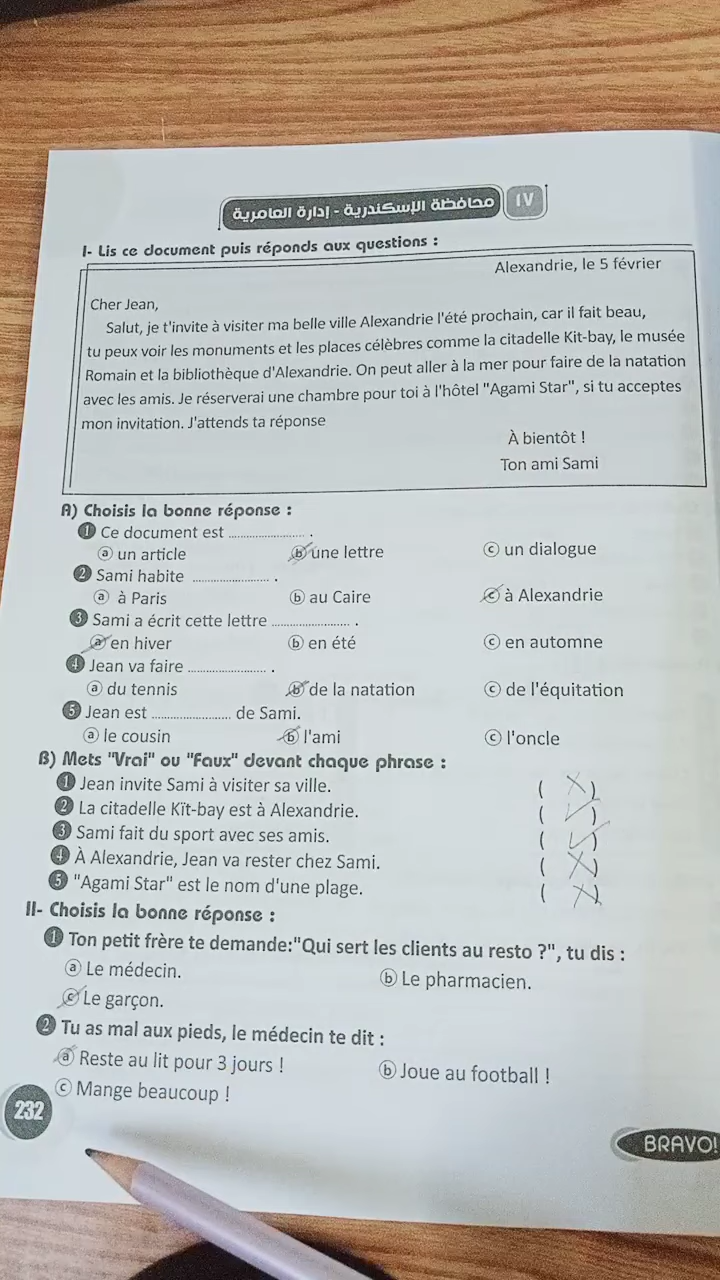 محافظة الإسكندرية - إدارة العامرية IV
I- Lis ce document puis réponds aux questions :
Alexandrie, le 5 février
Cher Jean,
Salut, je t'invite à visiter ma belle ville Alexandrie l'été prochain, car il fait beau,
tu peux voir les monuments et les places célèbres comme la citadelle Kit-bay, le musée
Romain et la bibliothèque d'Alexandrie. On peut aller à la mer pour faire de la natation
avec les amis. Je réserverai une chambre pour toi à l'hôtel "Agami Star", si tu acceptes
mon invitation. J'attends ta réponse
À bientôt !
Ton ami Sami
A) Choisis la bonne réponse :
1 Ce document est ........................ .
a un article b une lettre c un dialogue
2 Sami habite ........................ .
a à Paris b au Caire c à Alexandrie
3 Sami a écrit cette lettre ........................ .
a en hiver b en été c en automne
4 Jean va faire ........................ .
a du tennis b de la natation c de l'équitation
5 Jean est ........................ de Sami.
a le cousin b l'ami c l'oncle
B) Mets "Vrai" ou "Faux" devant chaque phrase :
1 Jean invite Sami à visiter sa ville. ( X )
2 La citadelle Kït-bay est à Alexandrie. ( ✓ )
3 Sami fait du sport avec ses amis. ( ✓ )
4 À Alexandrie, Jean va rester chez Sami. ( X )
5 "Agami Star" est le nom d'une plage. ( X )
II- Choisis la bonne réponse :
1 Ton petit frère te demande:"Qui sert les clients au resto ?", tu dis :
a Le médecin. b Le pharmacien.
c Le garçon.
2 Tu as mal aux pieds, le médecin te dit :
a Reste au lit pour 3 jours ! b Joue au football !
c Mange beaucoup !
232
BRAVO!